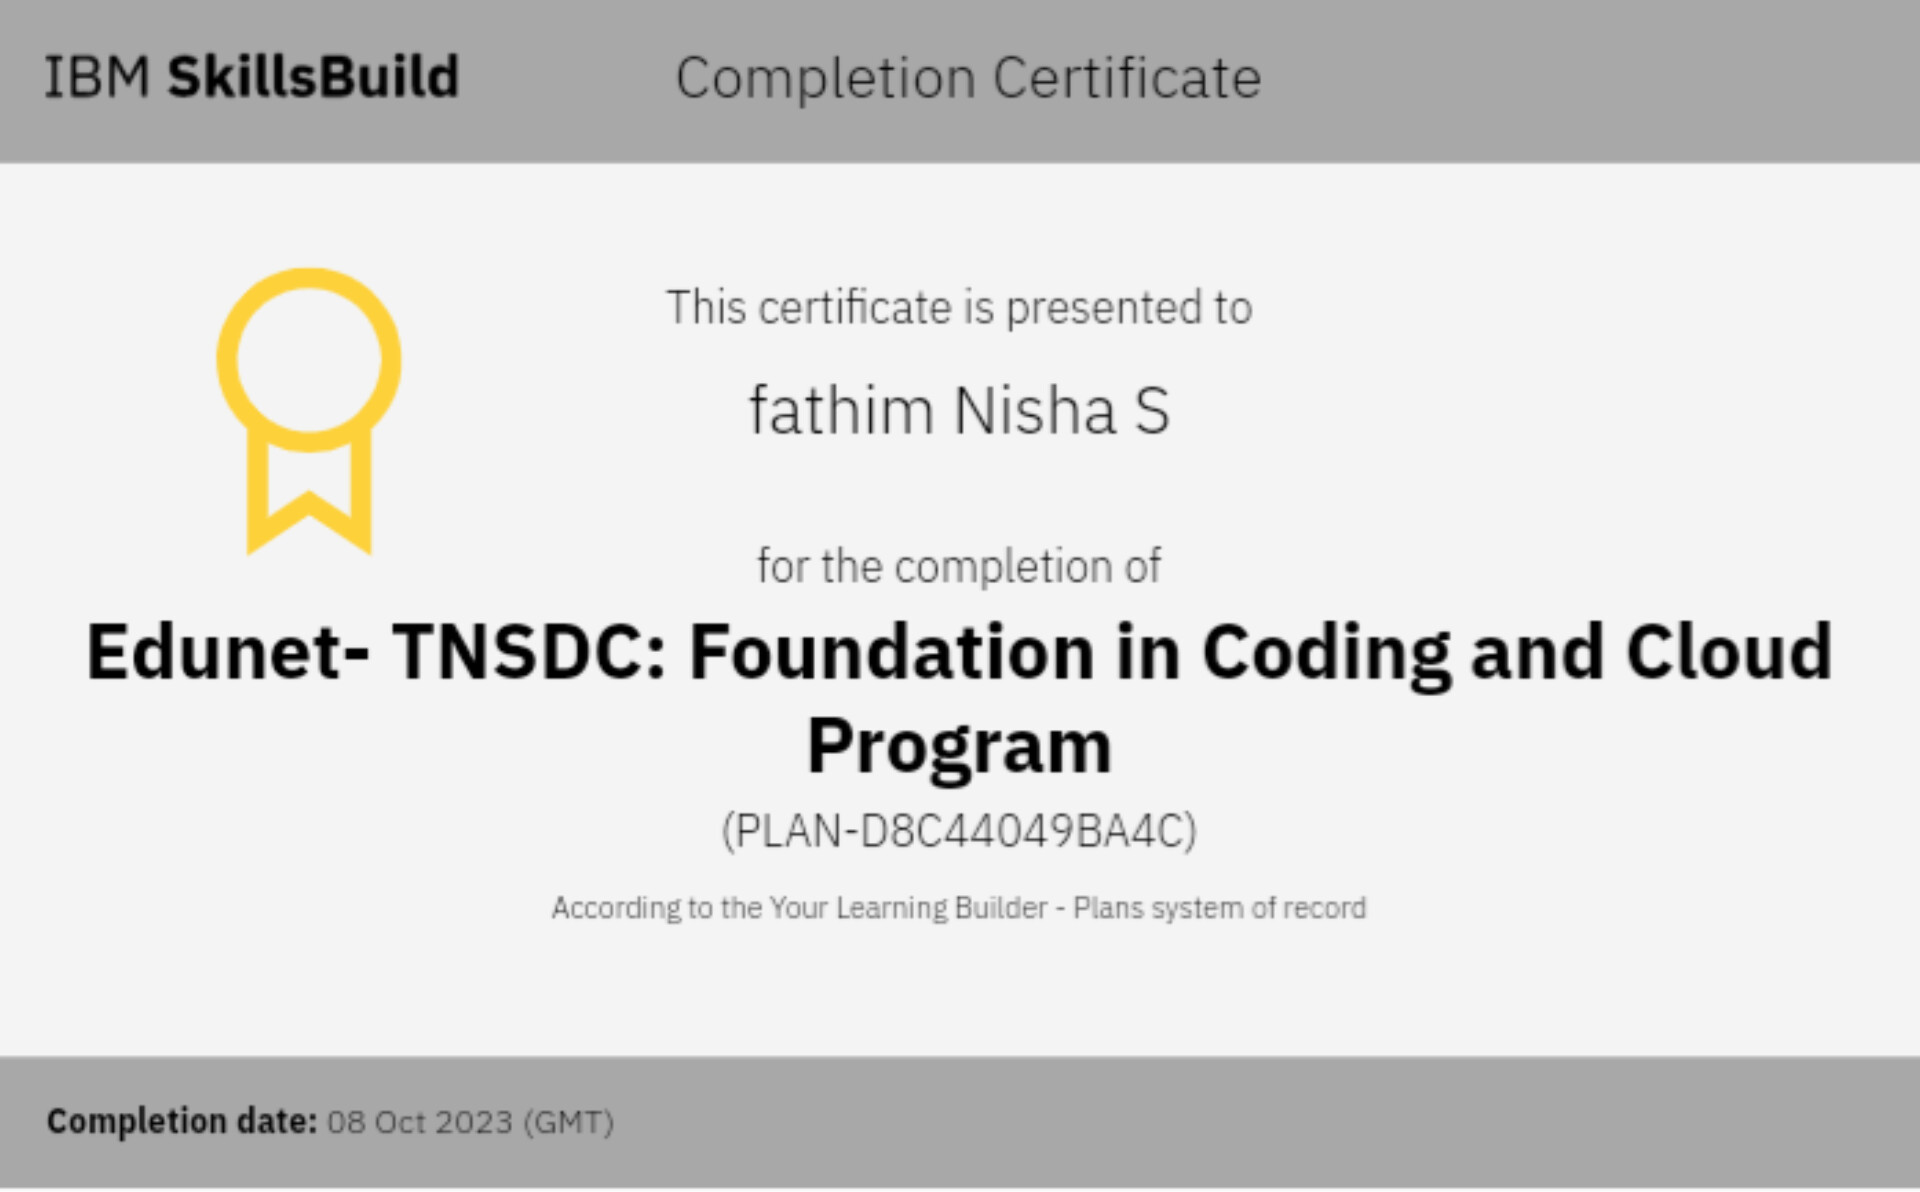 IBM SkillsBuild
Completion Certificate
This certificate is presented to
fathim Nisha S
for the completion of
Edunet- TNSDC: Foundation in Coding and Cloud
Program
(PLAN-D8C44049BA4C)
According to the Your Learning Builder - Plans system of record
Completion date: 08 Oct 2023 (GMT)